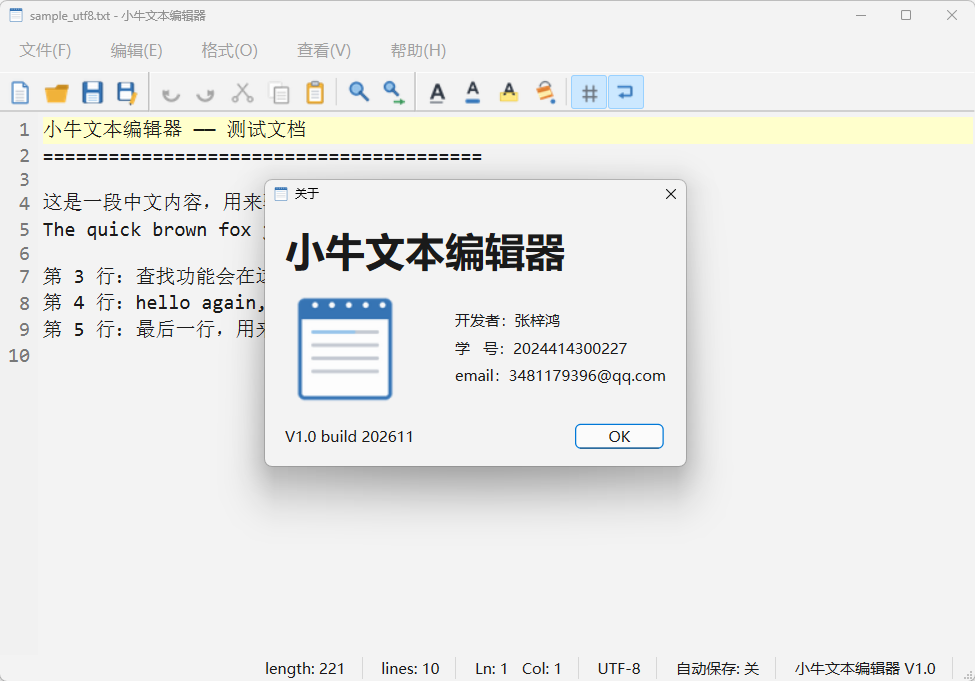 sample_utf8.txt - 小牛文本编辑器
文件(F) 编辑(E) 格式(O) 查看(V) 帮助(H)
1 小牛文本编辑器 —— 测试文档
2 ========================================
3
4 这是一段中文内容，用来
5 The quick brown fox
6
7 第 3 行：查找功能会在
8 第 4 行：hello again,
9 第 5 行：最后一行，用
10
关于
小牛文本编辑器
开发者：张梓鸿
学 号：2024414300227
email：3481179396@qq.com
V1.0 build 202611
OK
length: 221 lines: 10 Ln: 1 Col: 1 UTF-8 自动保存: 关 小牛文本编辑器 V1.0